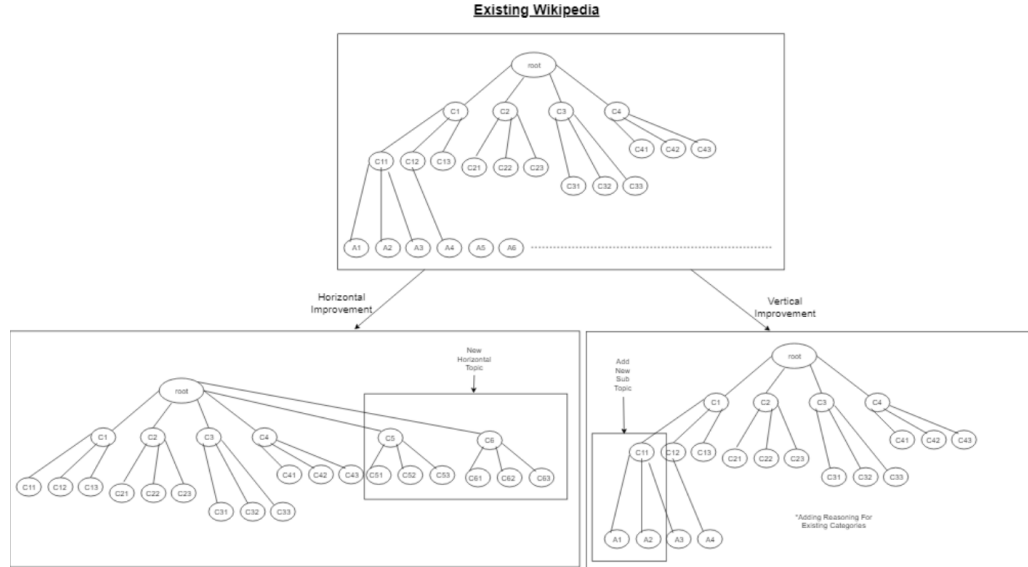 Existing Wikipedia
root
C1 C2 C3 C4
C41 C42 C43
C11 C12 C13 C21 C22 C23
C31 C32 C33
A1 A2 A3 A4 A5 A6
Horizontal
Improvement
Vertical
Improvement
New
Horizontal
Topic
root
C1 C2 C3 C4 C5 C6
C41 C42 C43 C51 C52 C53 C61 C62 C63
C11 C12 C13 C21 C22 C23
C31 C32 C33
Add
New
Sub
Topic
root
C1 C2 C3 C4
C41 C42 C43
C11 C12 C13 C21 C22 C23
C31 C32 C33
*Adding Reasoning For
Existing Categories
A1 A2 A3 A4